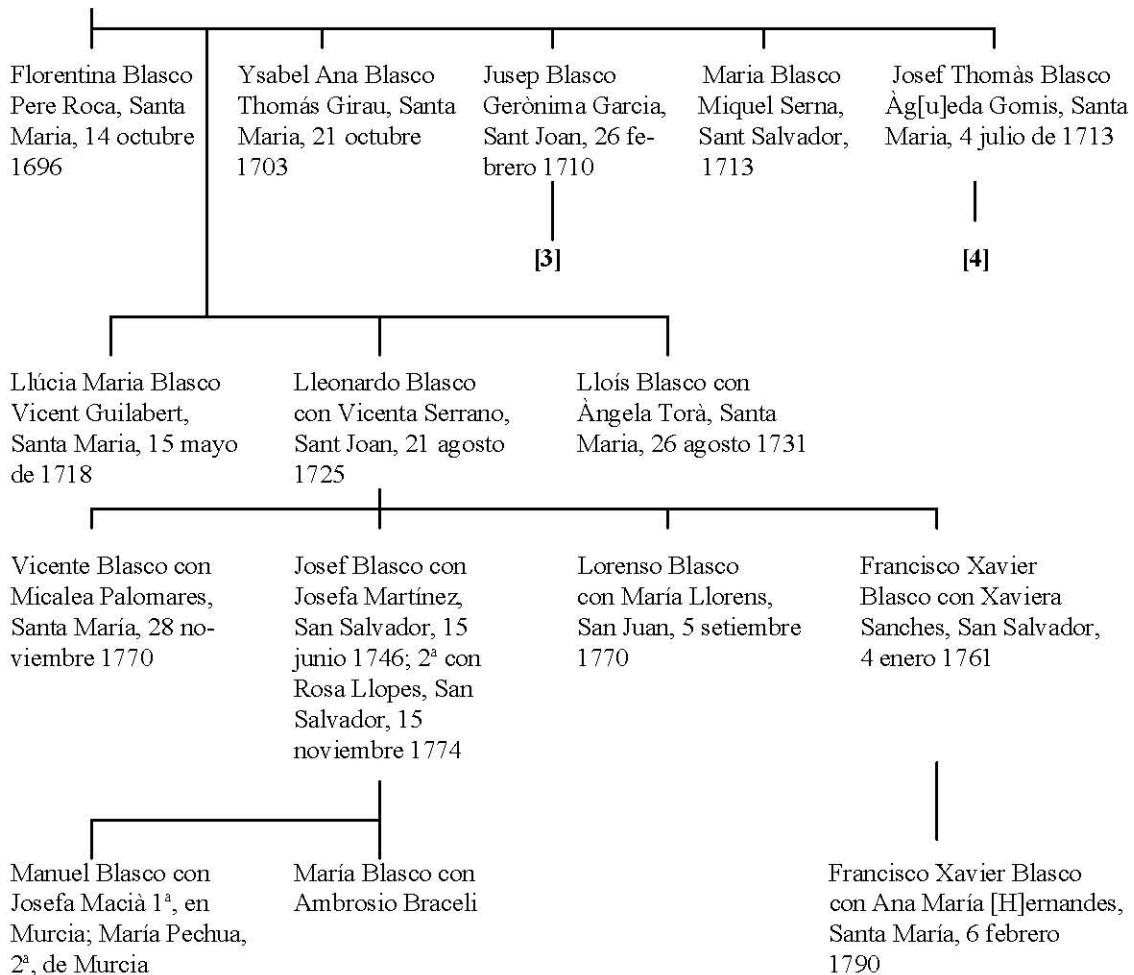 Florentina Blasco
Pere Roca, Santa
Maria, 14 octubre
1696
Ysabel Ana Blasco
Thomás Girau, Santa
Maria, 21 octubre
1703
Jusep Blasco
Gerònima Garcia,
Sant Joan, 26 fe-
brero 1710
Maria Blasco
Miquel Serna,
Sant Salvador,
1713
Josef Thomàs Blasco
Àg[u]eda Gomis, Santa
Maria, 4 julio de 1713
[3]
[4]
Llúcia Maria Blasco
Vicent Guilabert,
Santa Maria, 15 mayo
de 1718
Lleonardo Blasco
con Vicenta Serrano,
Sant Joan, 21 agosto
1725
Lloís Blasco con
Àngela Torà, Santa
Maria, 26 agosto 1731
Vicente Blasco con
Micalea Palomares,
Santa María, 28 no-
viembre 1770
Josef Blasco con
Josefa Martínez,
San Salvador, 15
junio 1746; 2ª con
Rosa Llopes, San
Salvador, 15
noviembre 1774
Lorenso Blasco
con María Llorens,
San Juan, 5 setiembre
1770
Francisco Xavier
Blasco con Xaviera
Sanches, San Salvador,
4 enero 1761
Manuel Blasco con
Josefa Macià 1ª, en
Murcia; María Pechua,
2ª, de Murcia
María Blasco con
Ambrosio Braceli
Francisco Xavier Blasco
con Ana María [H]ernandes,
Santa María, 6 febrero
1790